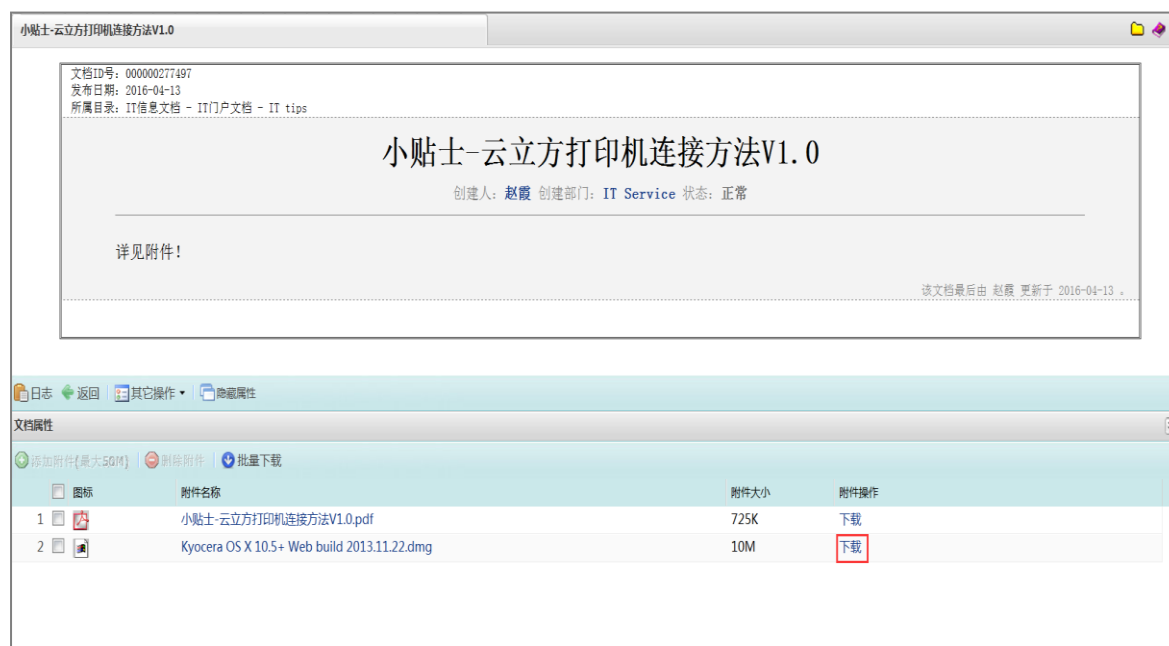 小贴士-云立方打印机连接方法V1.0
文档ID号: 000000277497
发布日期: 2016-04-13
所属目录: IT信息文档 - IT门户文档 - IT tips
小贴士-云立方打印机连接方法V1.0
创建人: 赵霞 创建部门: IT Service 状态: 正常
详见附件!
该文档最后由 赵霞 更新于 2016-04-13 。
日志 返回 其它操作 隐藏属性
文档属性
添加附件(最大50M) 删除附件 批量下载
图标 附件名称 附件大小 附件操作
1 小贴士-云立方打印机连接方法V1.0.pdf 725K 下载
2 Kyocera OS X 10.5+ Web build 2013.11.22.dmg 10M 下载